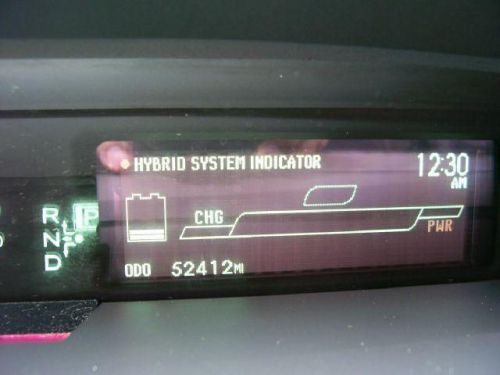 HYBRID SYSTEM INDICATOR
12:30
AM
R P
N
D
CHG
PWR
ODO 52412MI